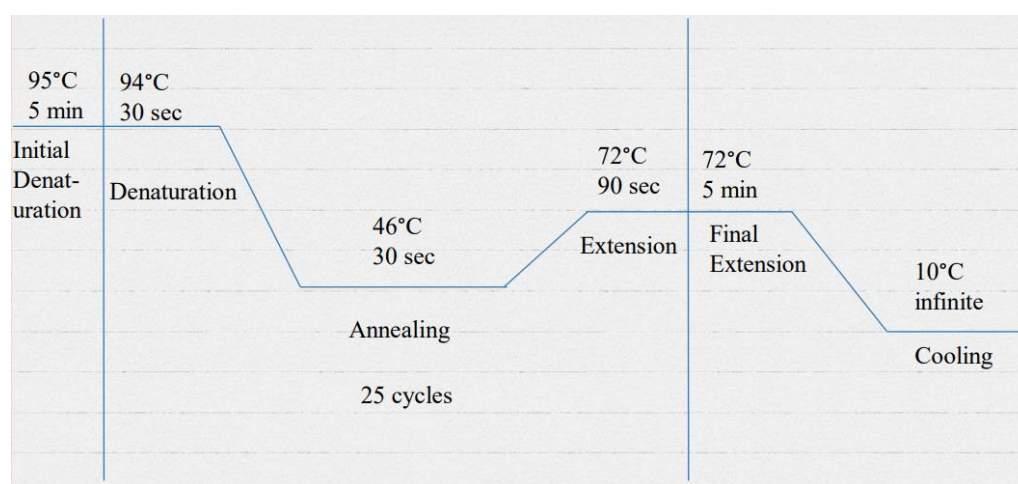 95°C
5 min
Initial
Denat-
uration
94°C
30 sec
Denaturation
46°C
30 sec
Annealing
25 cycles
72°C
90 sec
Extension
72°C
5 min
Final
Extension
10°C
infinite
Cooling